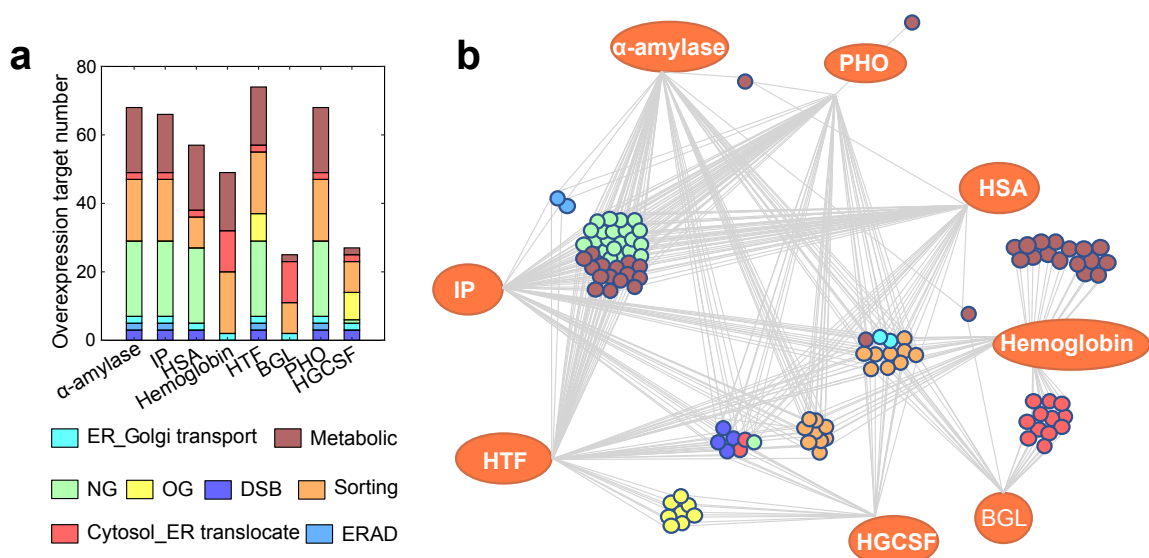 a
Overexpression target number
80
60
40
20
0
α-amylase
IP
HSA
Hemoglobin
HTF
BGL
PHO
HGCSF
ER_Golgi transport
Metabolic
NG
OG
DSB
Sorting
Cytosol_ER translocate
ERAD
b
α-amylase
PHO
HSA
IP
Hemoglobin
HTF
BGL
HGCSF